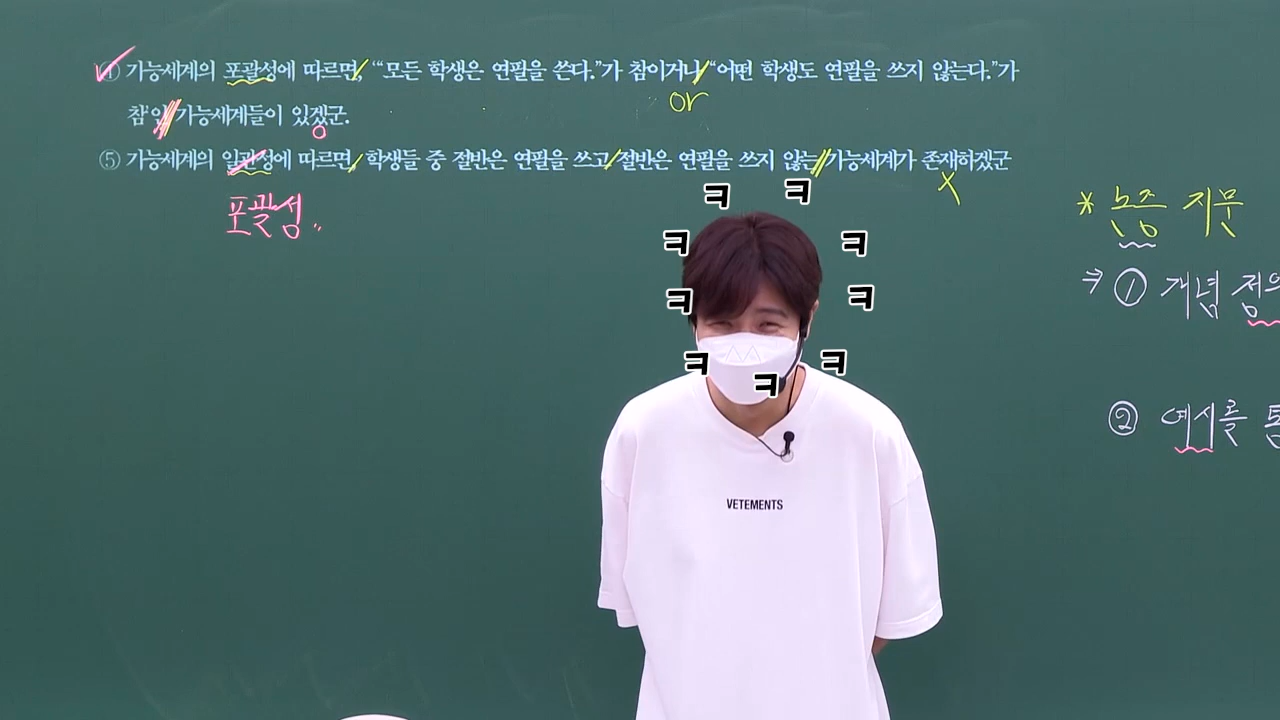 ① 가능세계의 포괄성에 따르면, “‘모든 학생은 연필을 쓴다.’가 참이거나 “어떤 학생도 연필을 쓰지 않는다.”가
or
참’인 가능세계들이 있겠군.
⑤ 가능세계의 일관성에 따르면, 학생들 중 절반은 연필을 쓰고 절반은 연필을 쓰지 않는 가능세계가 존재하겠군
X
포괄성
ㅋ ㅋ
ㅋ ㅋ
ㅋ ㅋ
ㅋ ㅋ
ㅋ
* 논증 지문
⇒ ① 개념 정의
② 예시를
VETEMENTS